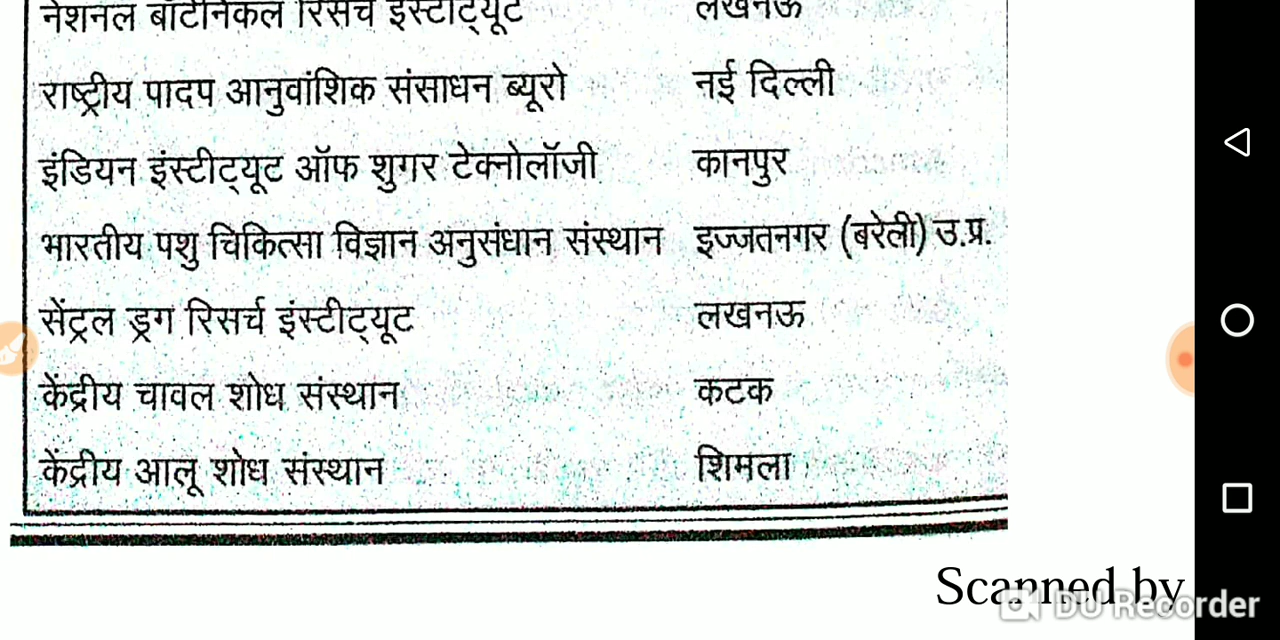 नेशनल बॉटेनिकल रिसर्च इंस्टीट्यूट लखनऊ
राष्ट्रीय पादप आनुवांशिक संसाधन ब्यूरो नई दिल्ली
इंडियन इंस्टीट्यूट ऑफ शुगर टेक्नोलॉजी कानपुर
भारतीय पशु चिकित्सा विज्ञान अनुसंधान संस्थान इज्जतनगर (बरेली) उ.प्र.
सेंट्रल ड्रग रिसर्च इंस्टीट्यूट लखनऊ
केंद्रीय चावल शोध संस्थान कटक
केंद्रीय आलू शोध संस्थान शिमला
Scanned by
DU Recorder